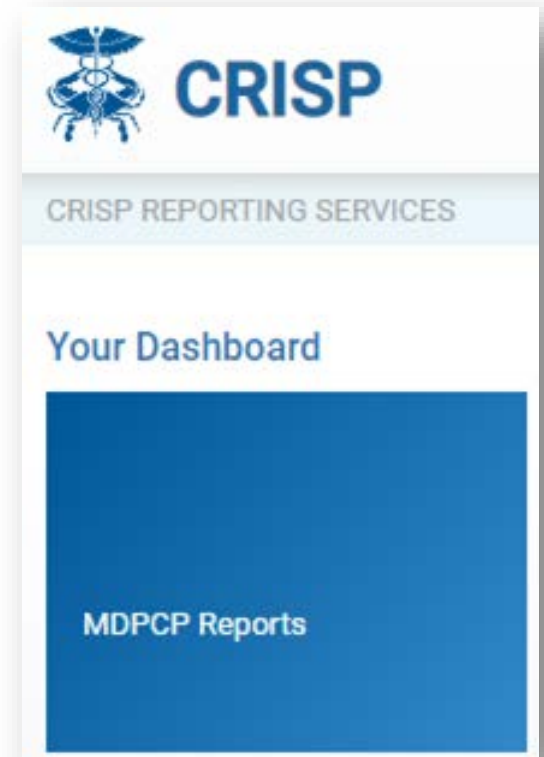 CRISP
CRISP REPORTING SERVICES
Your Dashboard
MDPCP Reports